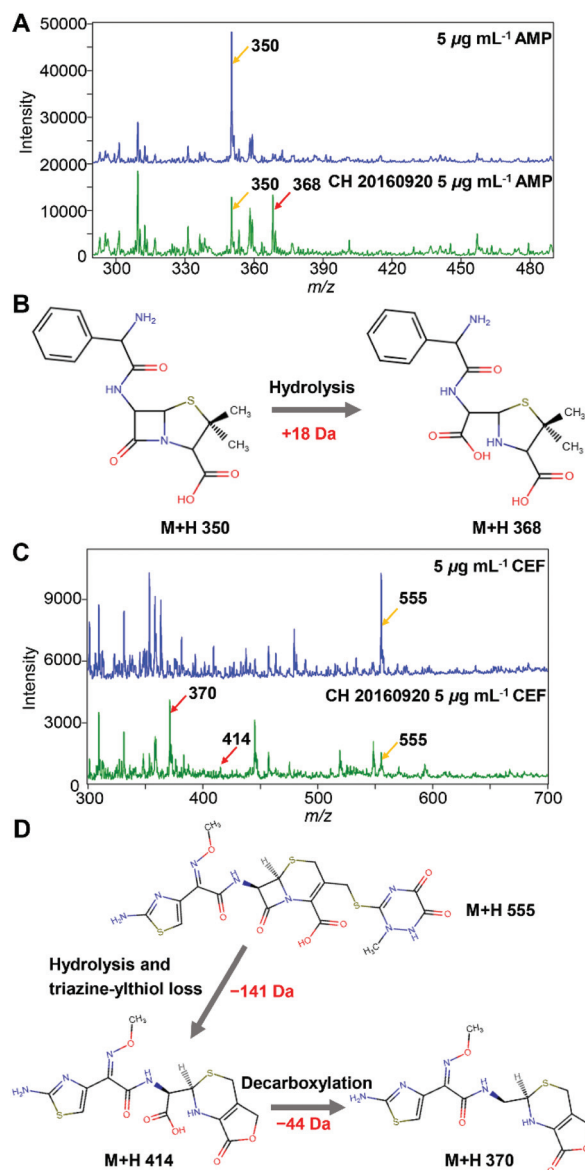 A
5 µg mL⁻¹ AMP
350
50000
40000
30000
20000
10000
0
Intensity
CH 20160920 5 µg mL⁻¹ AMP
350
368
300
330
360
390
420
450
480
m/z
B
NH₂
O
HN
S
CH₃
CH₃
N
O
O
HO
M+H 350
Hydrolysis
+18 Da
NH₂
O
HN
S
CH₃
CH₃
O
OH
HN
O
HO
M+H 368
C
5 µg mL⁻¹ CEF
555
9000
6000
3000
0
Intensity
CH 20160920 5 µg mL⁻¹ CEF
370
414
555
300
400
500
600
700
m/z
D
CH₃
O
N
HN
H
S
N
O
O
H₂N
N
S
O
N
O
HO
S
N
N
NH
H₃C
O
M+H 555
Hydrolysis and
triazine-ylthiol loss
−141 Da
CH₃
O
N
H
N
H
S
N
H₂N
S
O
O
OH
HN
O
O
M+H 414
Decarboxylation
−44 Da
CH₃
O
N
H
N
H
S
N
H₂N
S
O
HN
O
O
M+H 370